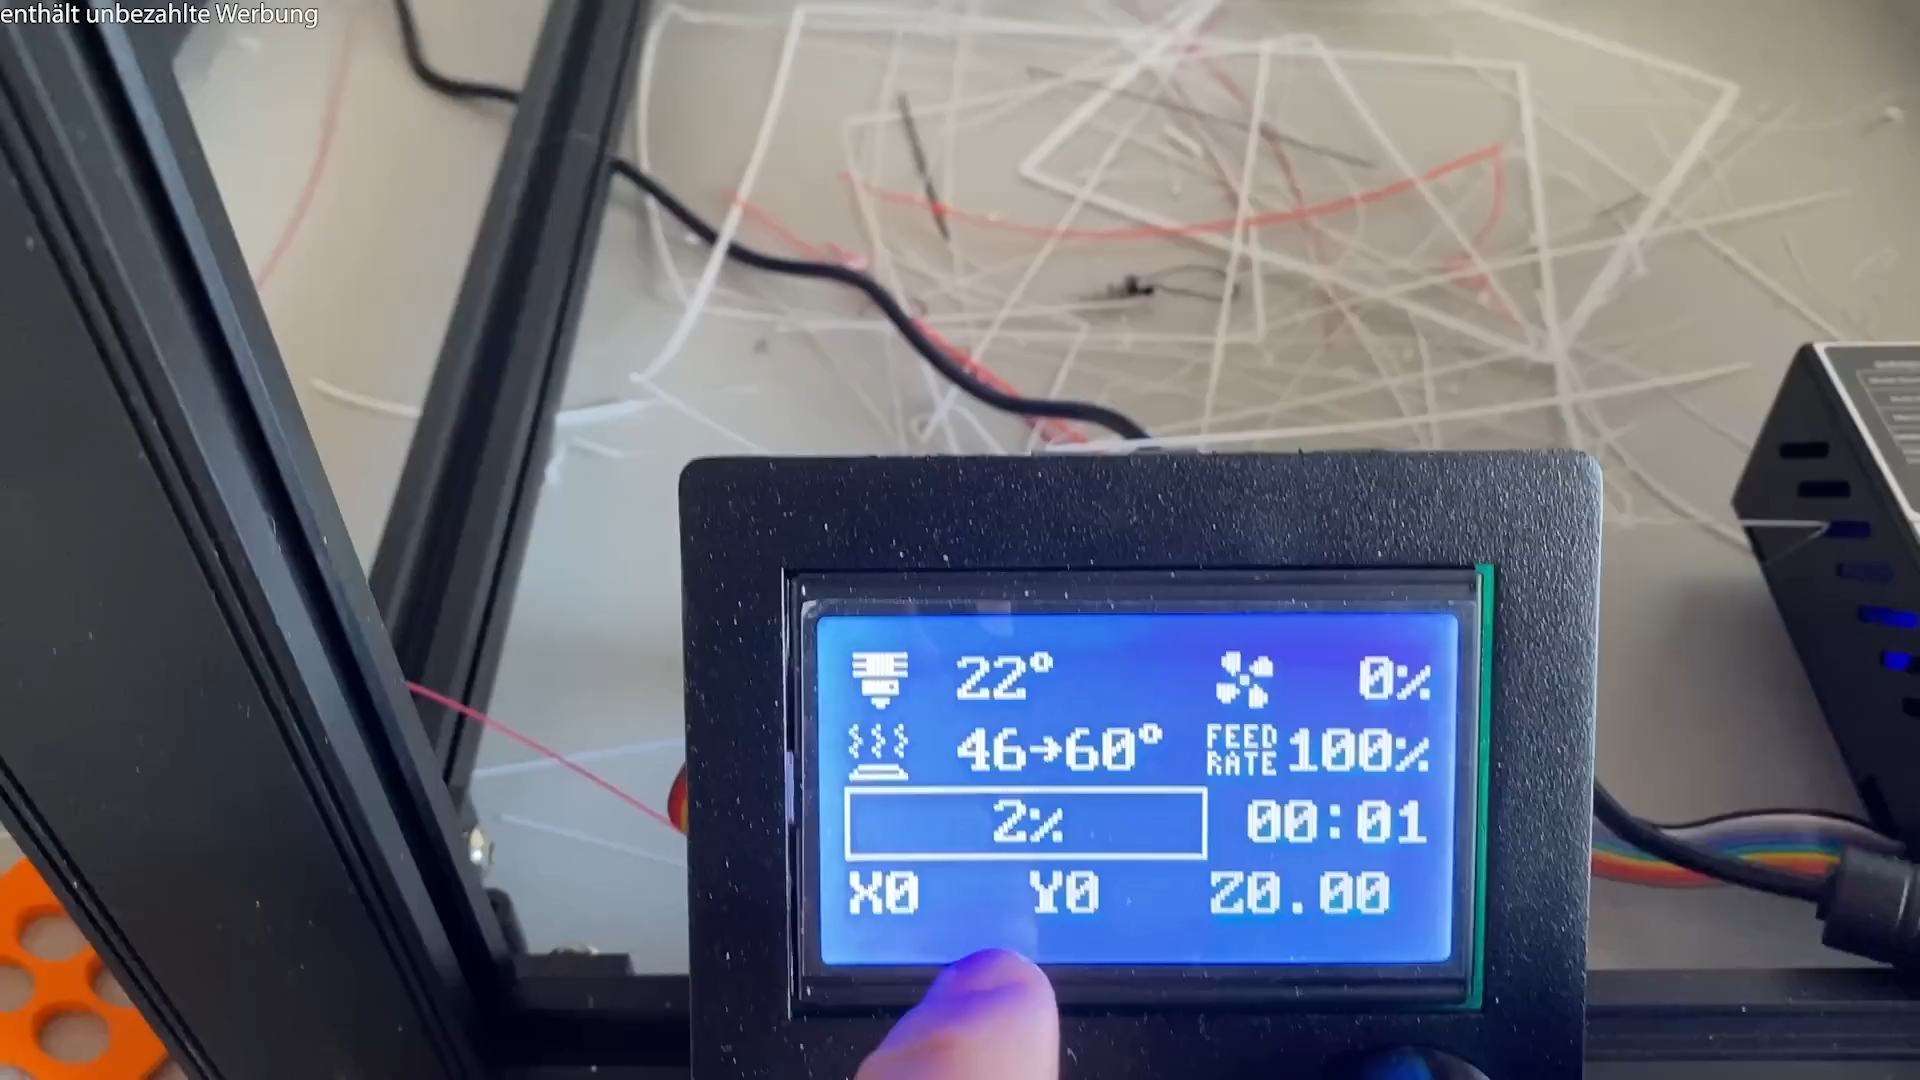 enthält unbezahlte Werbung
22° 0%
46→60° FEED RATE 100%
2% 00:01
X0 Y0 Z0.00